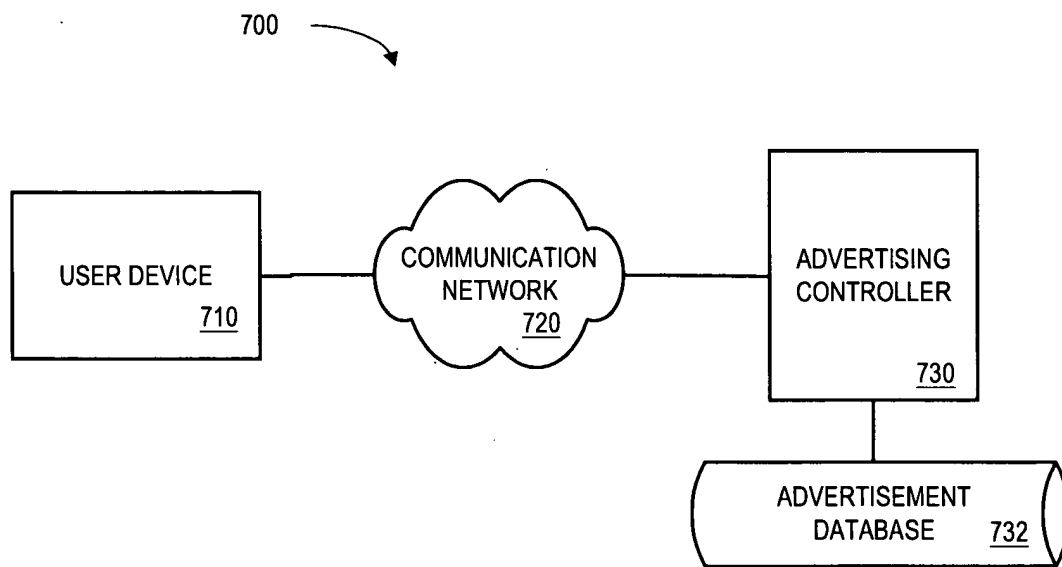 700
USER DEVICE
710
COMMUNICATION
NETWORK
720
ADVERTISING
CONTROLLER
730
ADVERTISEMENT
DATABASE
732